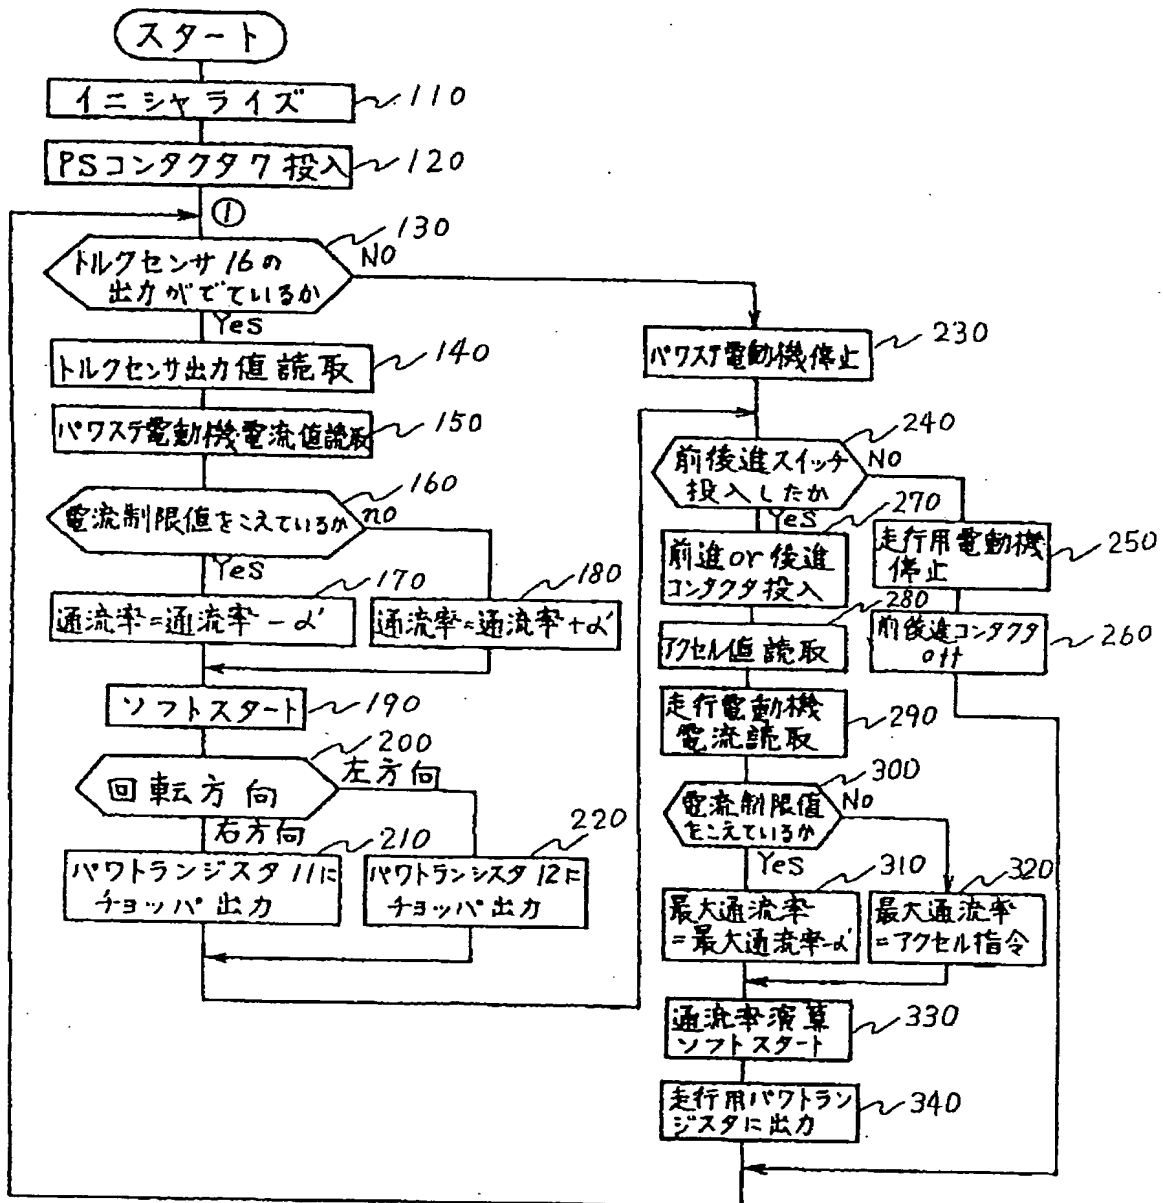 スタート
イニシャライズ
110
PSコンタクタ7 投入
120
①
トルクセンサ 16の
出力がでているか
130
NO
Yes
トルクセンサ出力値読取
140
パワステ電動機電流値読取
150
電流制限値をこえているか
160
no
Yes
通流率=通流率-α
170
通流率=通流率+α
180
ソフトスタート
190
回転方向
200
左方向
右方向
パワトランジスタ 11に
チョッパ出力
210
パワトランシスタ 12に
チョッパ出力
220
パワステ電動機停止
230
前後進スイッチ
投入したか
240
NO
Yes
走行用電動機
停止
250
前後進コンタクタ
off
260
前進or後進
コンタクタ投入
270
アクセル値読取
280
走行電動機
電流読取
290
電流制限値
をこえているか
300
No
Yes
最大通流率
=最大通流率-α
310
最大通流率
=アクセル指令
320
通流率演算
ソフトスタート
330
走行用パワトラン
ジスタに出力
340